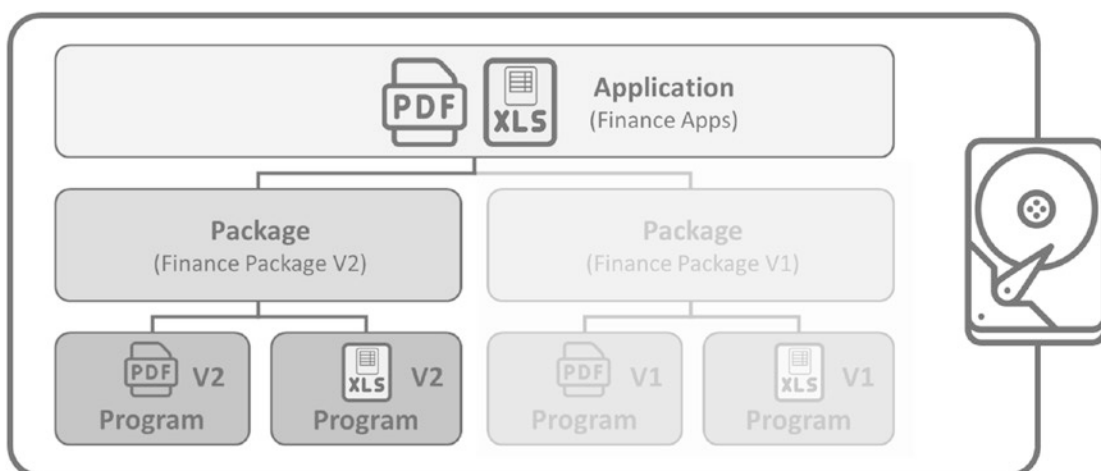 PDF XLS Application
(Finance Apps)
Package
(Finance Package V2)
Package
(Finance Package V1)
PDF V2
Program
XLS V2
Program
PDF V1
Program
XLS V1
Program